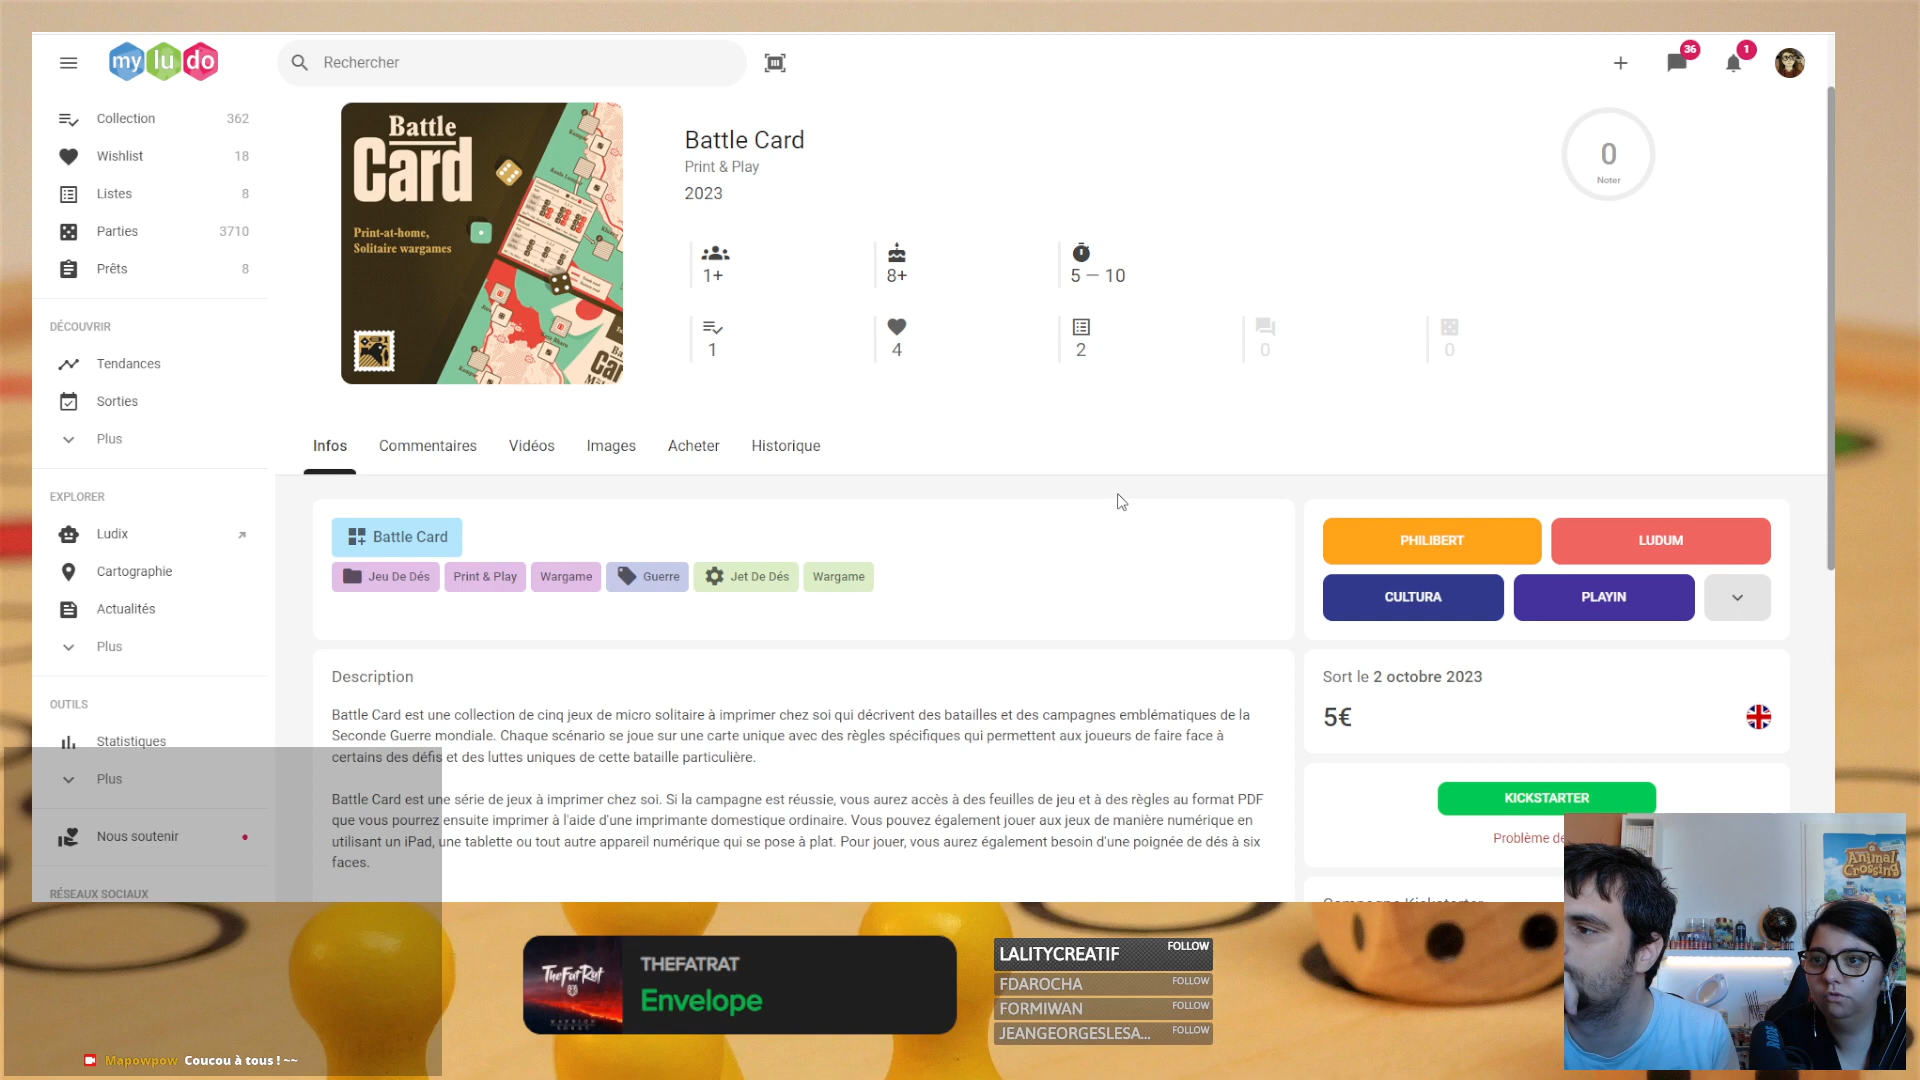 my lu do
Rechercher
36
1
Collection 362
Wishlist 18
Listes 8
Parties 3710
Prêts 8
DÉCOUVRIR
Tendances
Sorties
Plus
EXPLORER
Ludix
Cartographie
Actualités
Plus
OUTILS
Statistiques
Plus
Nous soutenir
RÉSEAUX SOCIAUX
Battle
Card
Print-at-home,
Solitaire wargames
Battle Card
Print & Play
2023
0
Noter
1+
8+
5 — 10
1
4
2
0
0
Infos
Commentaires
Vidéos
Images
Acheter
Historique
Battle Card
Jeu De Dés
Print & Play
Wargame
Guerre
Jet De Dés
Wargame
PHILIBERT
LUDUM
CULTURA
PLAYIN
Description
Battle Card est une collection de cinq jeux de micro solitaire à imprimer chez soi qui décrivent des batailles et des campagnes emblématiques de la
Seconde Guerre mondiale. Chaque scénario se joue sur une carte unique avec des règles spécifiques qui permettent aux joueurs de faire face à
certains des défis et des luttes uniques de cette bataille particulière.
Battle Card est une série de jeux à imprimer chez soi. Si la campagne est réussie, vous aurez accès à des feuilles de jeu et à des règles au format PDF
que vous pourrez ensuite imprimer à l'aide d'une imprimante domestique ordinaire. Vous pouvez également jouer aux jeux de manière numérique en
utilisant un iPad, une tablette ou tout autre appareil numérique qui se pose à plat. Pour jouer, vous aurez également besoin d'une poignée de dés à six
faces.
Sort le 2 octobre 2023
5€
KICKSTARTER
Problème de
Animal
Crossing
TheFatRat
THEFATRAT
Envelope
LALITYCREATIF FOLLOW
FDAROCHA FOLLOW
FORMIWAN FOLLOW
JEANGEORGESLESA... FOLLOW
Mapowpow Coucou à tous ! ~~